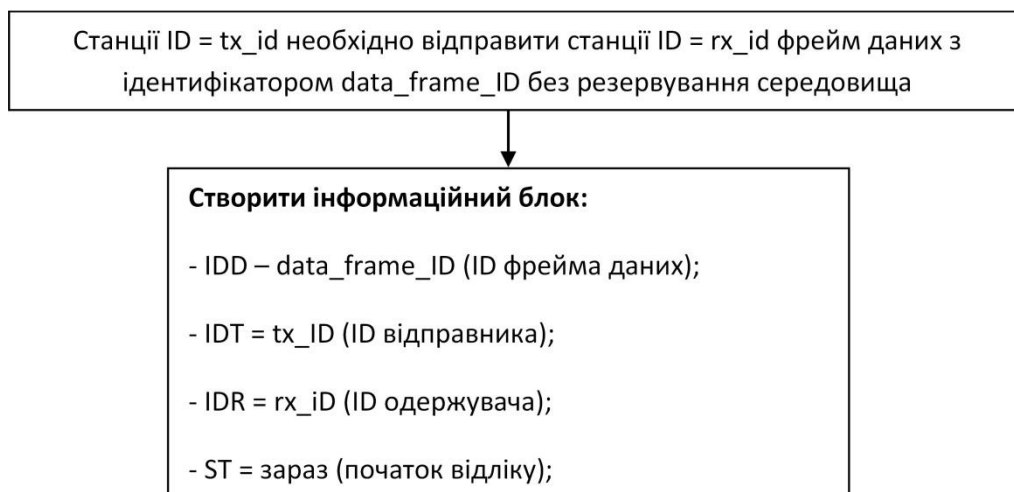 Станції ID = tx_id необхідно відправити станції ID = rx_id фрейм даних з
ідентифікатором data_frame_ID без резервування середовища
Створити інформаційний блок:
- IDD – data_frame_ID (ID фрейма даних);
- IDT = tx_ID (ID відправника);
- IDR = rx_iD (ID одержувача);
- ST = зараз (початок відліку);